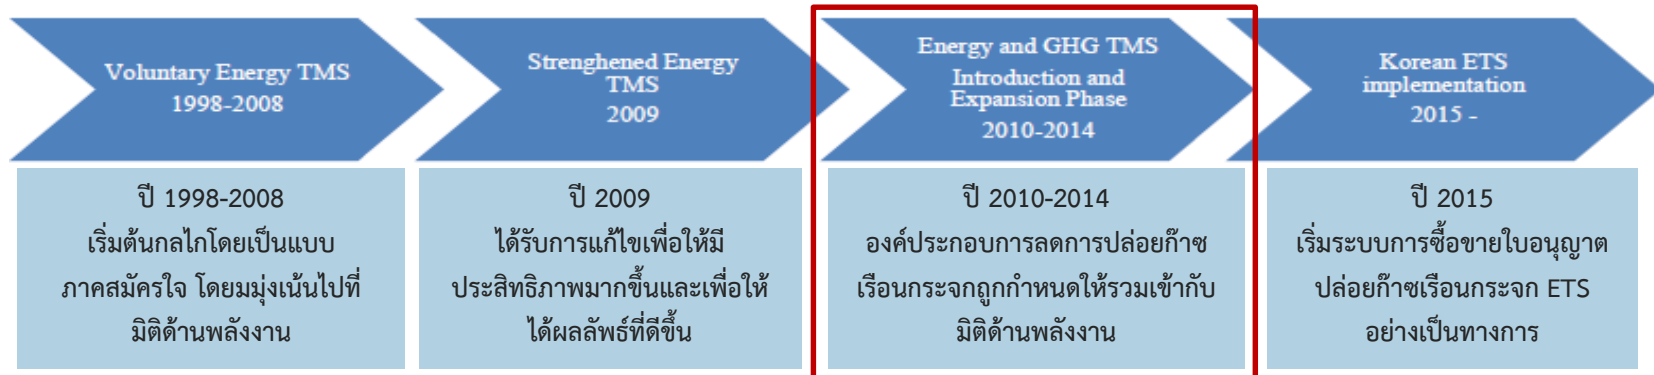 Voluntary Energy TMS
1998-2008
Strenghened Energy
TMS
2009
Energy and GHG TMS
Introduction and
Expansion Phase
2010-2014
Korean ETS
implementation
2015 -
ปี 1998-2008
เริ่มต้นกลไกโดยเป็นแบบ
ภาคสมัครใจ โดยมมุ่งเน้นไปที่
มิติด้านพลังงาน
ปี 2009
ได้รับการแก้ไขเพื่อให้มี
ประสิทธิภาพมากขึ้นและเพื่อให้
ได้ผลลัพธ์ที่ดีขึ้น
ปี 2010-2014
องค์ประกอบการลดการปล่อยก๊าซ
เรือนกระจกถูกกำหนดให้รวมเข้ากับ
มิติด้านพลังงาน
ปี 2015
เริ่มระบบการซื้อขายใบอนุญาต
ปล่อยก๊าซเรือนกระจก ETS
อย่างเป็นทางการ